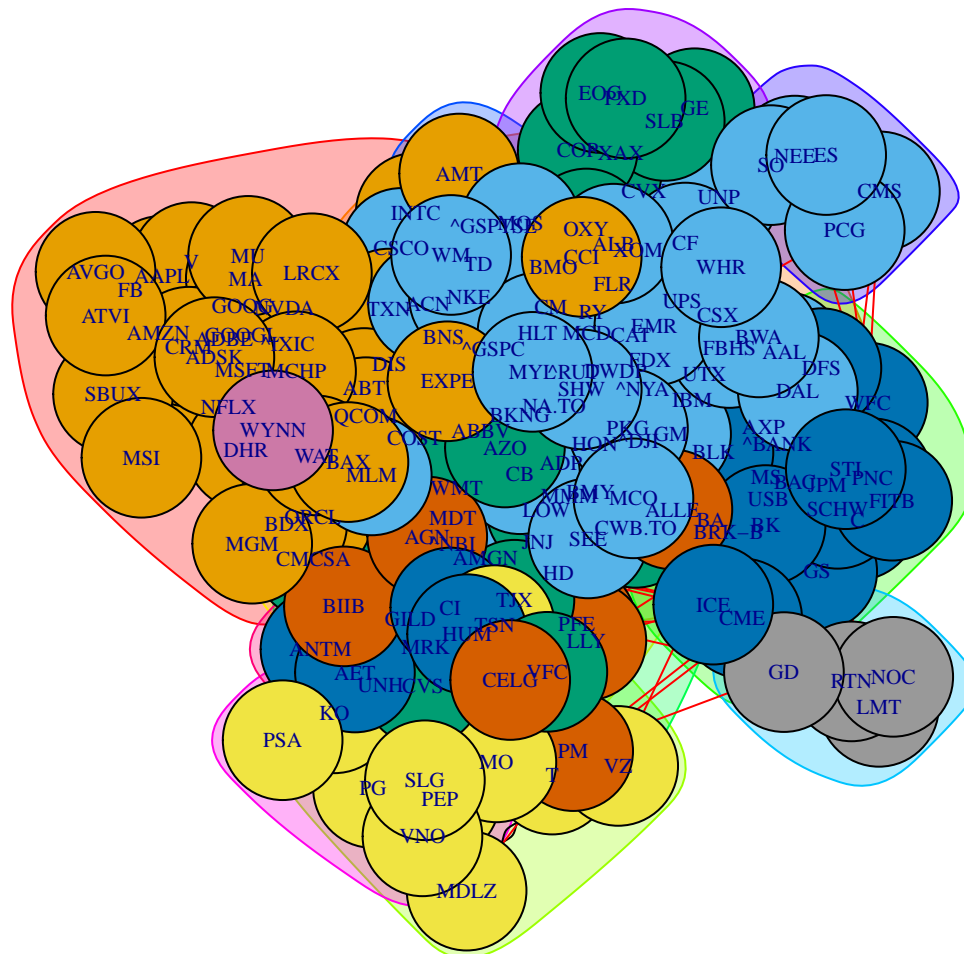 EOG
PXD
GE
SLB
COP
XAX
NEE
ES
SO
CVX
UNP
CMS
PCG
AMT
INTC
^GSPTSE
MOS
OXY
ALB
XOM
CF
CSCO
WM
TD
BMO
CCI
WHR
AVGO
FB
AAPL
V
MU
MA
LRCX
FLR
ATVI
GOOG
NVDA
TXN
ACN
NKE
CM
RY
UPS
CSX
AMZN
CRM
ADBE
GOOGL
^IXIC
BNS
^GSPC
HLT
MCD
CAT
EMR
FBHS
BWA
AAL
ADSK
MSFT
MCHP
DIS
ABT
EXPE
MYL
^RUT
DWDP
FDX
UTX
DFS
SBUX
SHW
^NYA
IBM
DAL
WFC
NFLX
QCOM
BKNG
NA.TO
WYNN
COST
ABBV
PKG
^DJI
GM
AXP
^BANK
MSI
DHR
WAT
BAX
MLM
AZO
HON
BLK
CB
ADP
MS
BAC
STI
JPM
PNC
WMT
BMY
MMM
MCO
USB
FITB
ORCL
MDT
LOW
ALLE
BA
SCHW
C
BDX
AGN
NBI
CWB.TO
BRK−B
BK
MGM
CMCSA
AMGN
JNJ
SEE
HD
GS
BIIB
GILD
CI
TJX
ICE
CME
ANTM
MRK
HUM
TSN
PFE
LLY
AET
UNH
CVS
CELG
VFC
GD
RTN
NOC
LMT
KO
PSA
MO
T
PM
VZ
PG
SLG
PEP
VNO
MDLZ